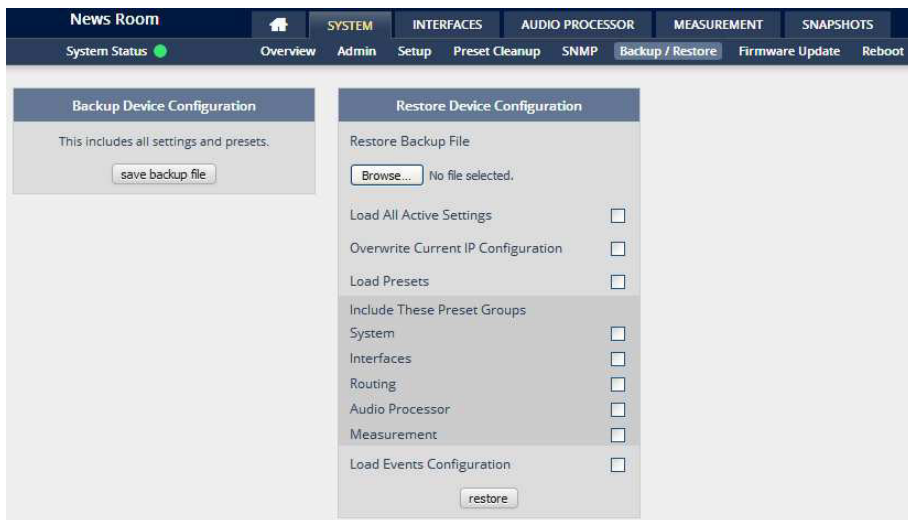 News Room
SYSTEM INTERFACES AUDIO PROCESSOR MEASUREMENT SNAPSHOTS
System Status Overview Admin Setup Preset Cleanup SNMP Backup / Restore Firmware Update Reboot
Backup Device Configuration
This includes all settings and presets.
save backup file
Restore Device Configuration
Restore Backup File
Browse... No file selected.
Load All Active Settings
Overwrite Current IP Configuration
Load Presets
Include These Preset Groups
System
Interfaces
Routing
Audio Processor
Measurement
Load Events Configuration
restore